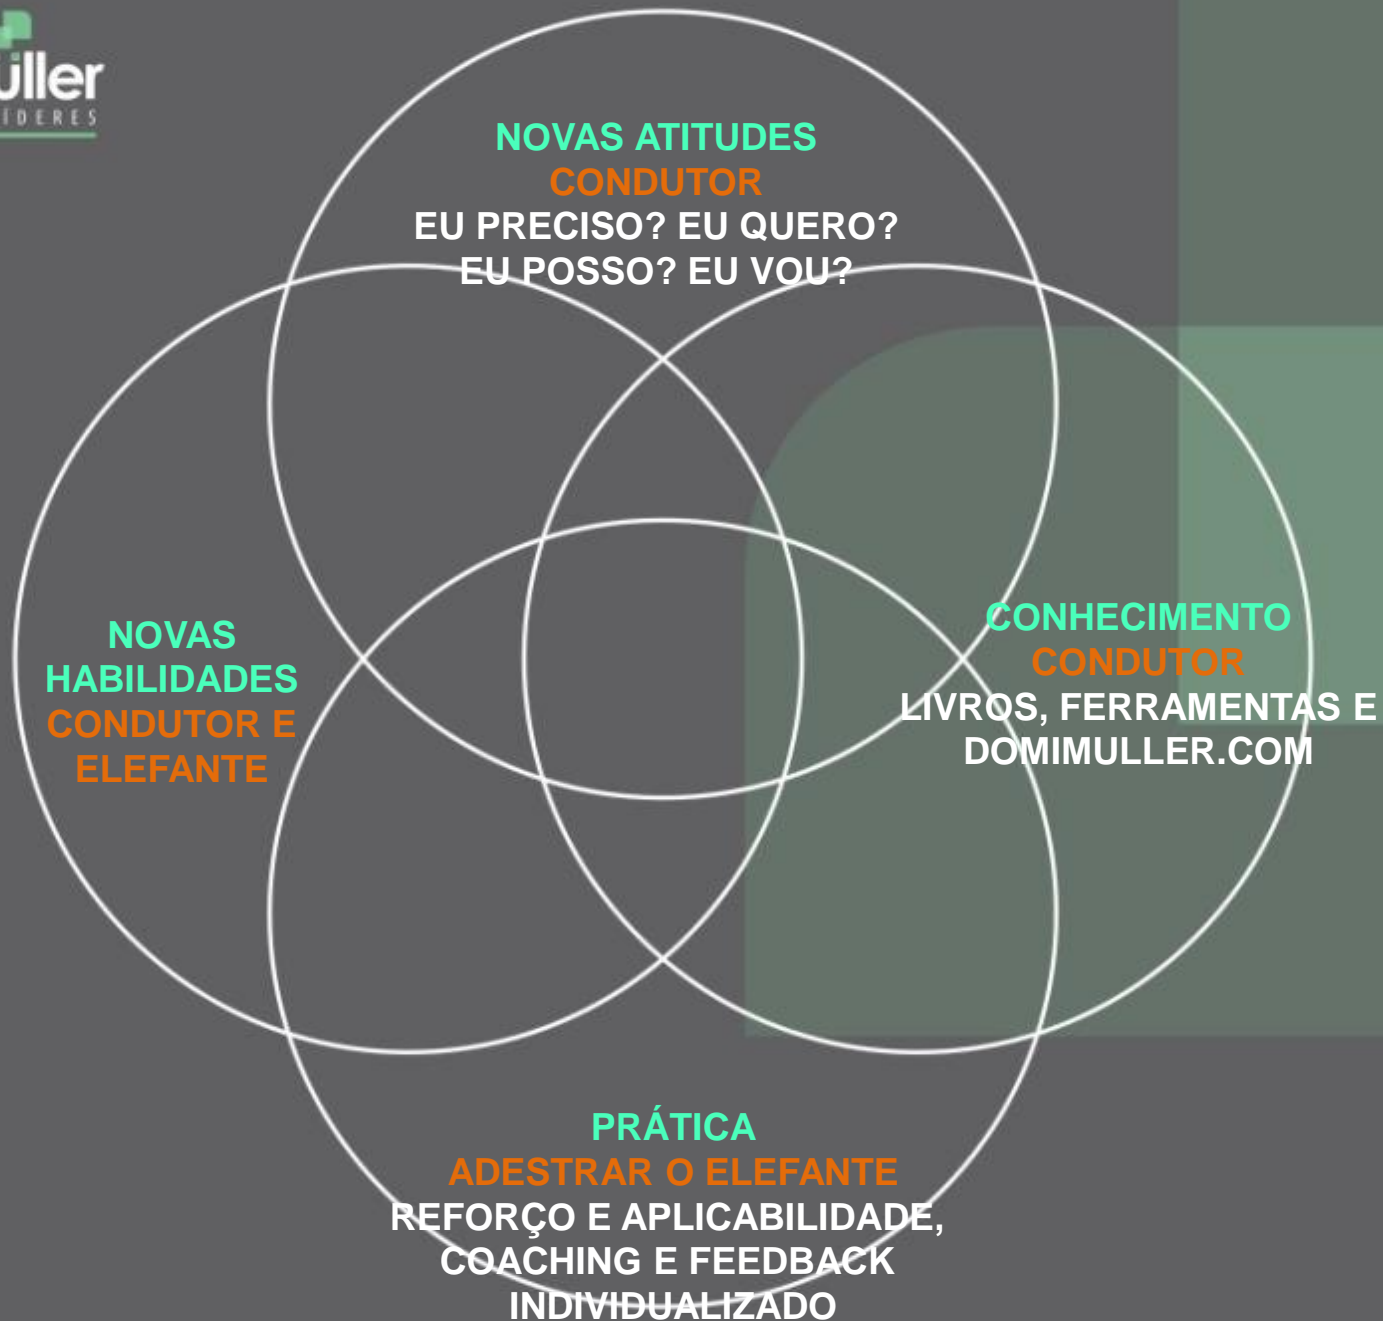 üller
ÍDERES
NOVAS ATITUDES
CONDUTOR
EU PRECISO? EU QUERO?
EU POSSO? EU VOU?
NOVAS
HABILIDADES
CONDUTOR E
ELEFANTE
CONHECIMENTO
CONDUTOR
LIVROS, FERRAMENTAS E
DOMIMULLER.COM
PRÁTICA
ADESTRAR O ELEFANTE
REFORÇO E APLICABILIDADE,
COACHING E FEEDBACK
INDIVIDUALIZADO